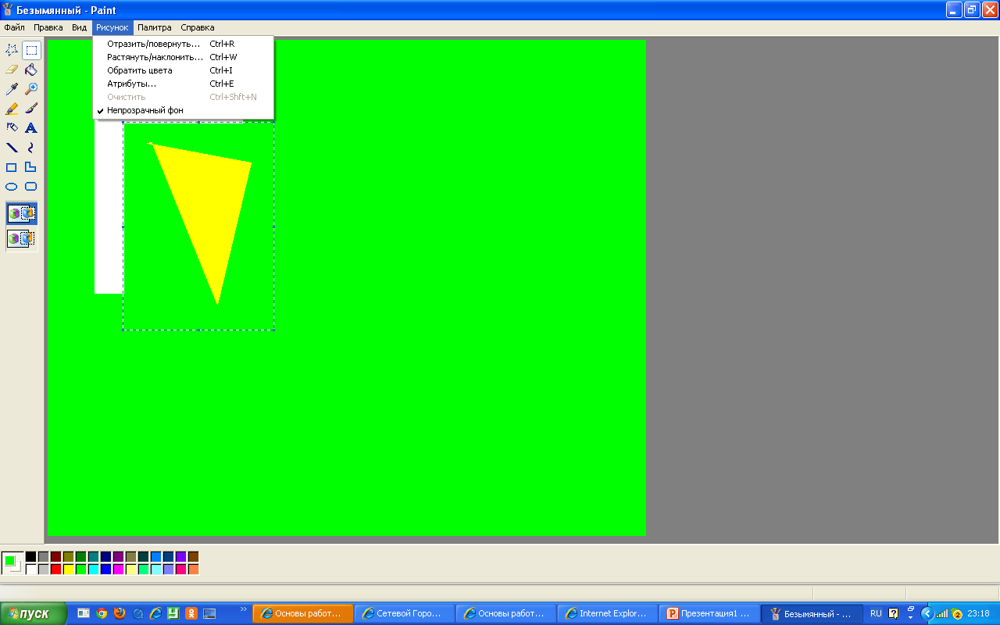 Безымянный - Paint
Файл Правка Вид Рисунок Палитра Справка
Отразить/повернуть... Ctrl+R
Растянуть/наклонить... Ctrl+W
Обратить цвета Ctrl+I
Атрибуты... Ctrl+E
Очистить Ctrl+Shft+N
Непрозрачный фон
A
пуск Основы работ... Сетевой Горо... Основы работ... Internet Explor... Презентация1 ... Безымянный - ... RU 2 23:18